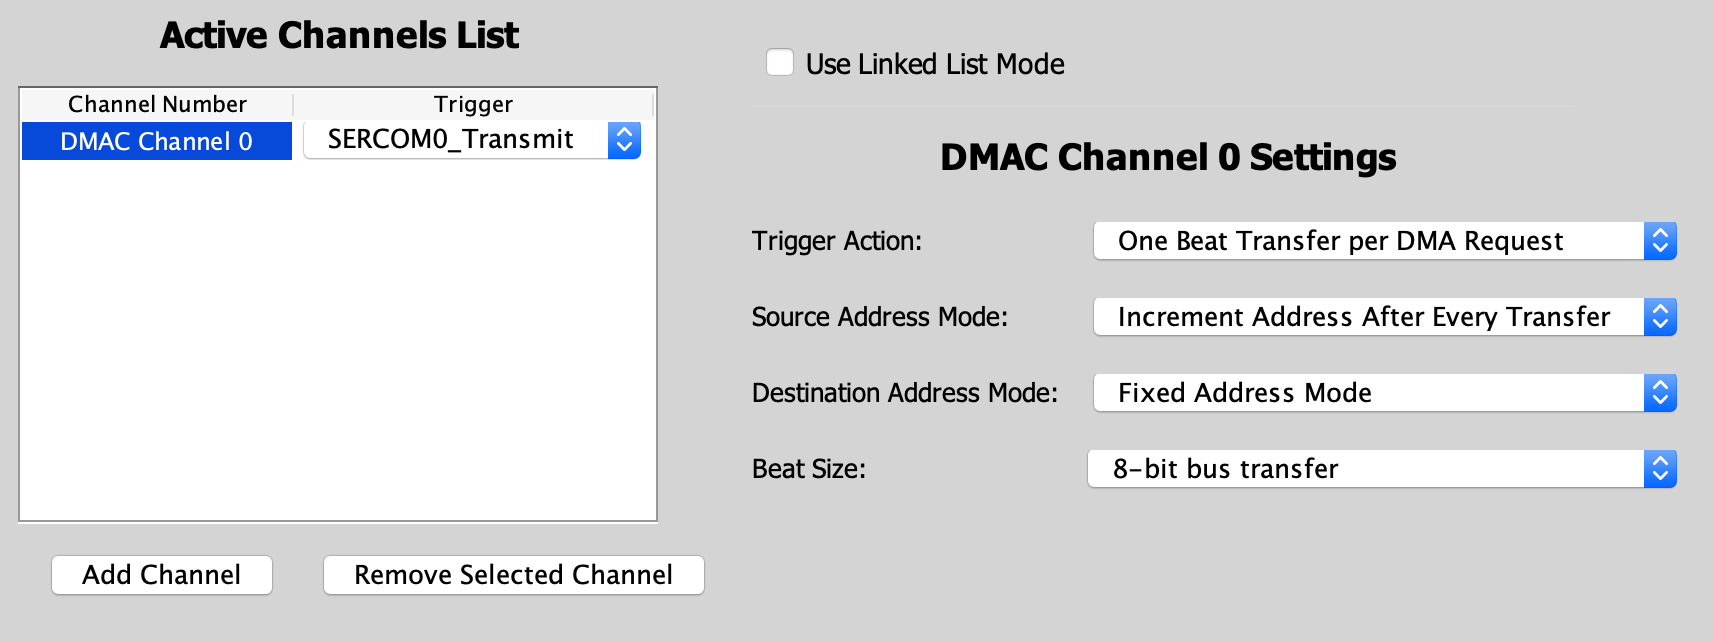 Active Channels List
Channel Number Trigger
DMAC Channel 0 SERCOM0_Transmit
Add Channel Remove Selected Channel
Use Linked List Mode
DMAC Channel 0 Settings
Trigger Action: One Beat Transfer per DMA Request
Source Address Mode: Increment Address After Every Transfer
Destination Address Mode: Fixed Address Mode
Beat Size: 8-bit bus transfer